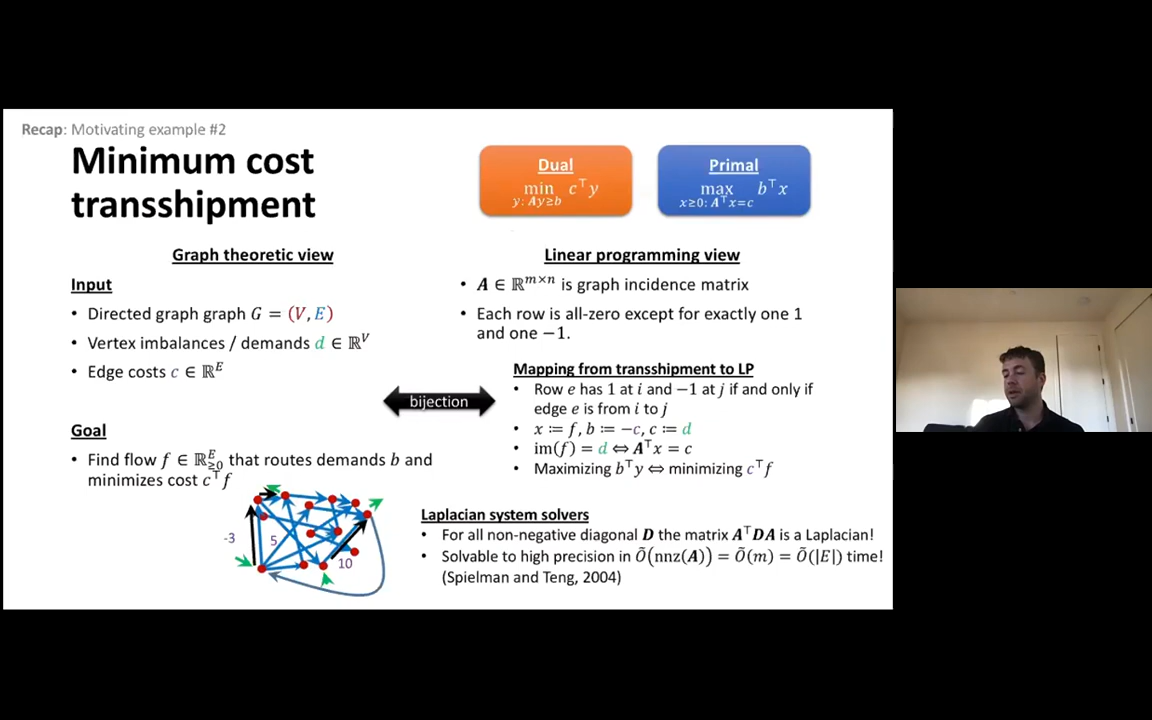 Recap: Motivating example #2
Minimum cost
transshipment
Dual
min c⊤y
y: Ay≥b
Primal
max b⊤x
x≥0: A⊤x=c
Graph theoretic view
Input
• Directed graph graph G = (V, E)
• Vertex imbalances / demands d ∈ ℝ^V
• Edge costs c ∈ ℝ^E
Goal
• Find flow f ∈ ℝ^E_≥0 that routes demands b and
minimizes cost c⊤f
-3
5
10
bijection
Linear programming view
• A ∈ ℝ^{m×n} is graph incidence matrix
• Each row is all-zero except for exactly one 1
and one −1.
Mapping from transshipment to LP
• Row e has 1 at i and −1 at j if and only if
edge e is from i to j
• x ≔ f, b ≔ −c, c ≔ d
• im(f) = d ⇔ A⊤x = c
• Maximizing b⊤y ⇔ minimizing c⊤f
Laplacian system solvers
• For all non-negative diagonal D the matrix A⊤DA is a Laplacian!
• Solvable to high precision in Õ(nnz(A)) = Õ(m) = Õ(|E|) time!
(Spielman and Teng, 2004)